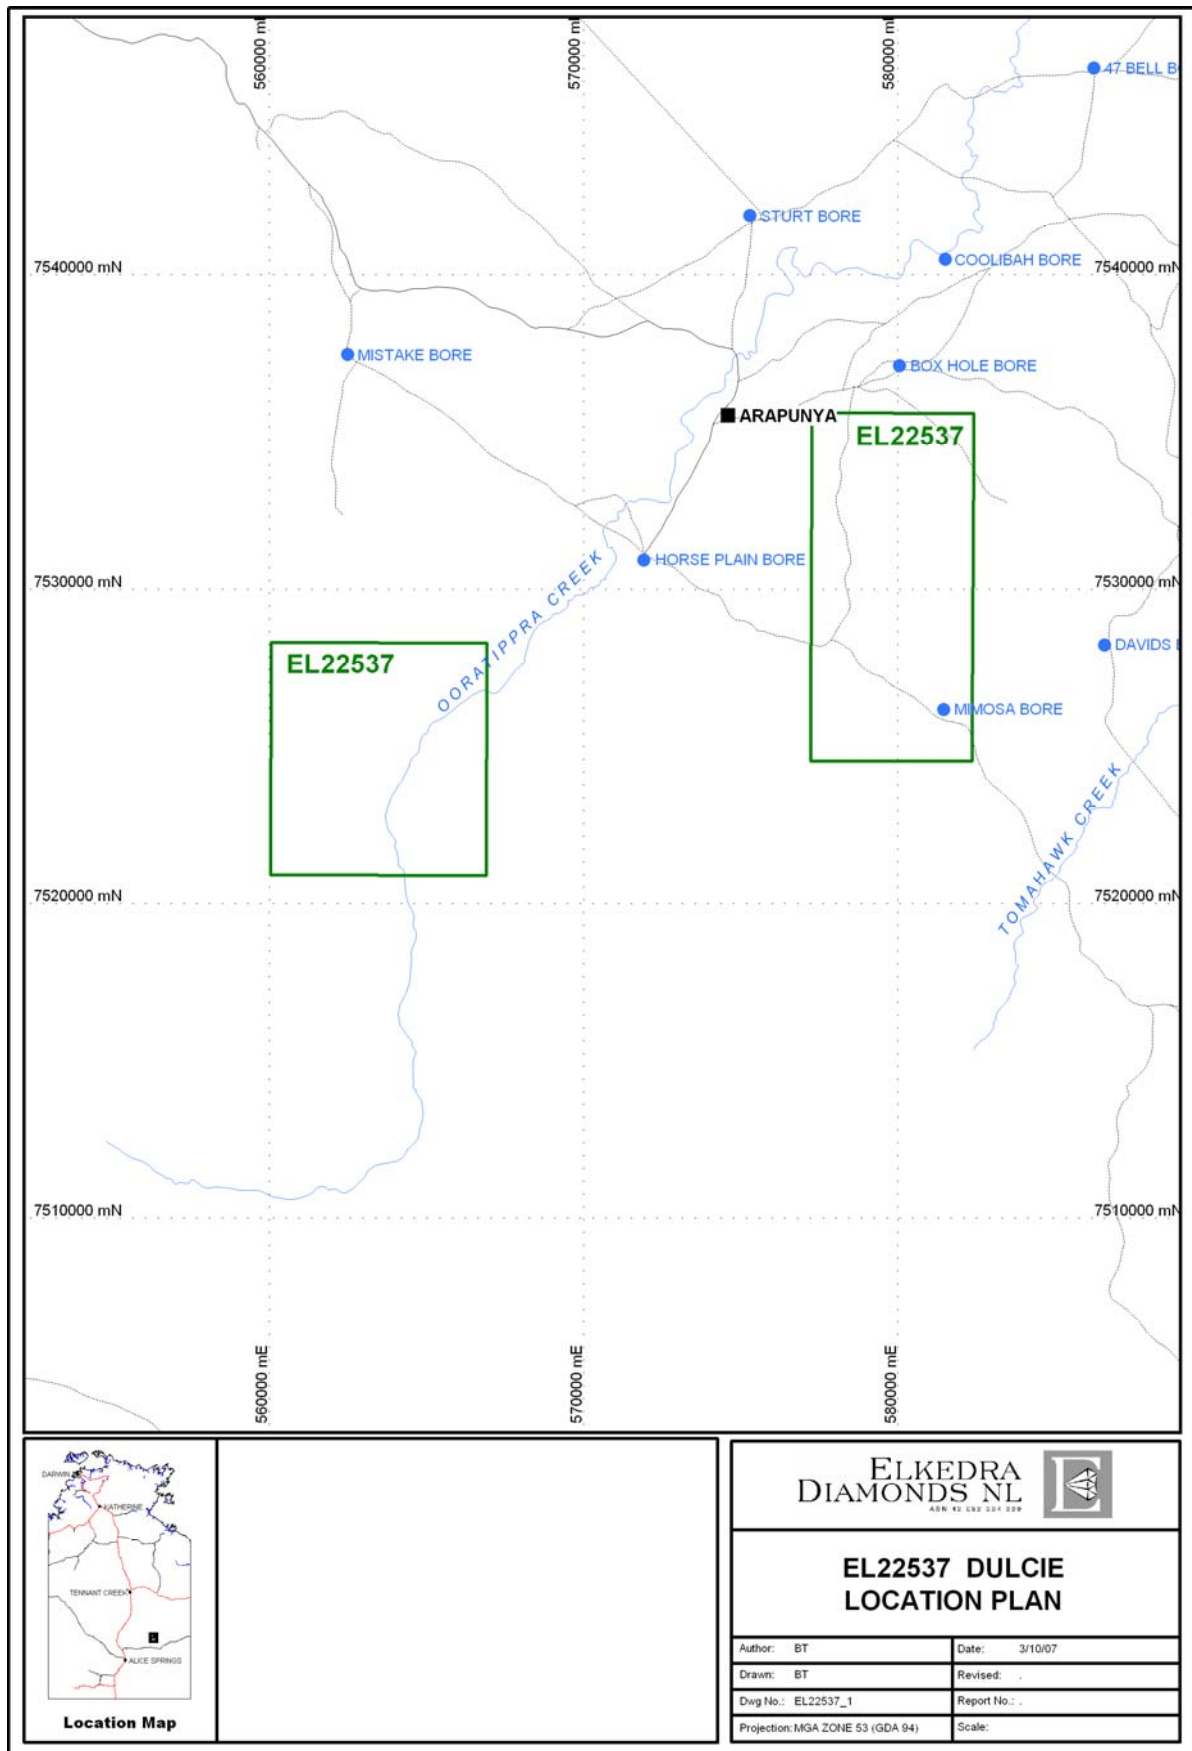 560000 mE
570000 mE
580000 mE
47 BELL B
STURT BORE
7540000 mN
COOLIBAH BORE
7540000 mN
MISTAKE BORE
BOX HOLE BORE
ARAPUNYA
EL22537
HORSE PLAIN BORE
7530000 mN
7530000 mN
OORATIPPRA CREEK
DAVIDS
EL22537
MIMOSA BORE
TOMAHAWK CREEK
7520000 mN
7520000 mN
7510000 mN
7510000 mN
560000 mE
570000 mE
580000 mE
DARWIN
KATHERINE
TENNANT CREEK
ALICE SPRINGS
Location Map
ELKEDRA
DIAMONDS NL
EL22537 DULCIE
LOCATION PLAN
Author: BT
Date: 3/10/07
Drawn: BT
Revised: .
Dwg No.: EL22537_1
Report No.: .
Projection: MGA ZONE 53 (GDA 94)
Scale: